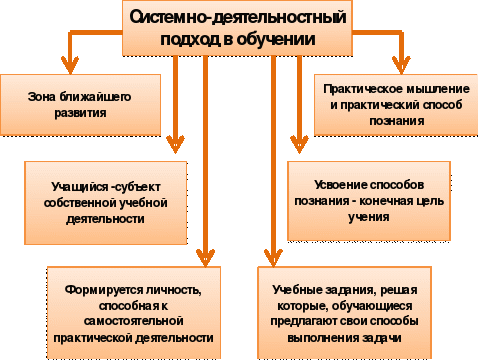 Системно-деятельностный
подход в обучении
Зона ближайшего
развития
Практическое мышление
и практический способ
познания
Учащийся -субъект
собственной учебной
деятельности
Усвоение способов
познания - конечная цель
учения
Формируется личность,
способная к
самостоятельной
практической деятельности
Учебные задания, решая
которые, обучающиеся
предлагают свои способы
выполнения задачи